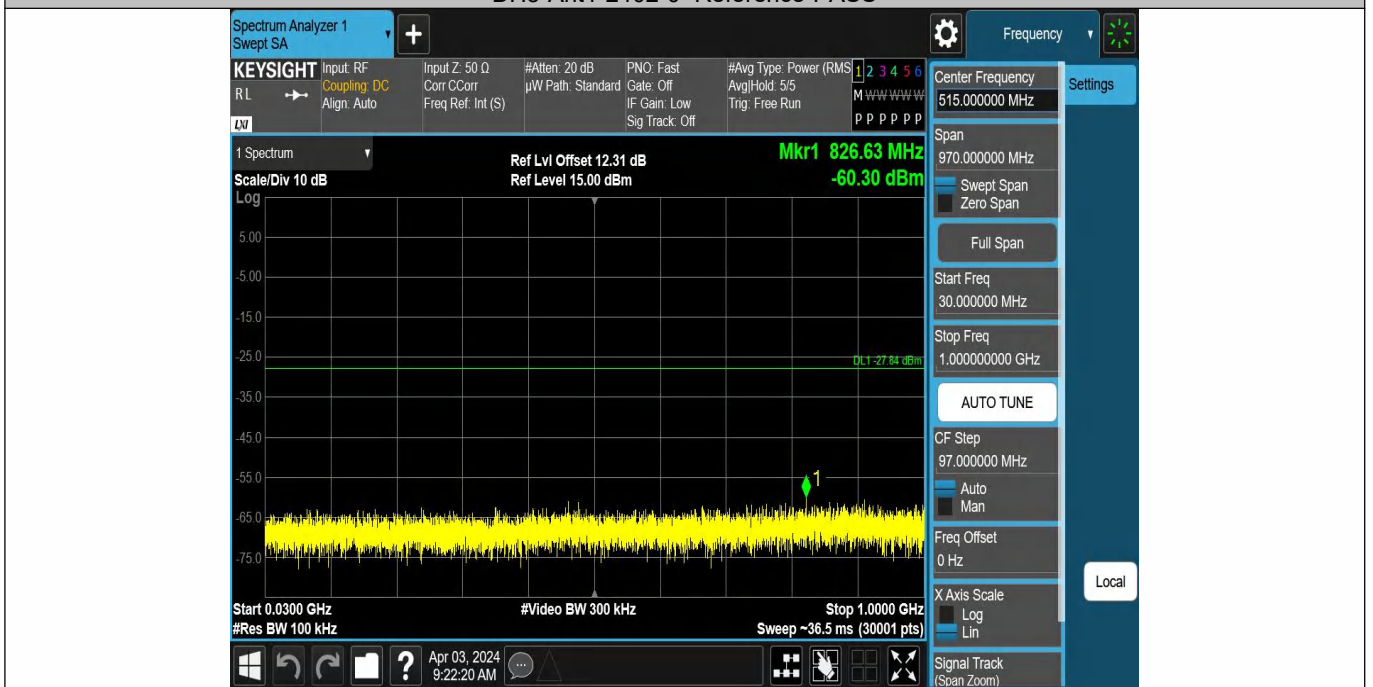 Spectrum Analyzer 1
Swept SA
Frequency
KEYSIGHT
RL
LXI
Input: RF
Coupling: DC
Align: Auto
Input Z: 50 Ω
Corr CCorr
Freq Ref: Int (S)
#Atten: 20 dB
µW Path: Standard
PNO: Fast
Gate: Off
IF Gain: Low
Sig Track: Off
#Avg Type: Power (RMS
Avg|Hold: 5/5
Trig: Free Run
1 2 3 4 5 6
M W W W W W
P P P P P P
1 Spectrum
Scale/Div 10 dB
Log
Ref Lvl Offset 12.31 dB
Ref Level 15.00 dBm
Mkr1 826.63 MHz
-60.30 dBm
5.00
-5.00
-15.0
-25.0
DL1 -27.84 dBm
-35.0
-45.0
-55.0
1
-65.0
-75.0
Start 0.0300 GHz
#Res BW 100 kHz
#Video BW 300 kHz
Stop 1.0000 GHz
Sweep ~36.5 ms (30001 pts)
Apr 03, 2024
9:22:20 AM
Center Frequency
515.000000 MHz
Settings
Span
970.000000 MHz
Swept Span
Zero Span
Full Span
Start Freq
30.000000 MHz
Stop Freq
1.000000000 GHz
AUTO TUNE
CF Step
97.000000 MHz
Auto
Man
Freq Offset
0 Hz
Local
X Axis Scale
Log
Lin
Signal Track
(Span Zoom)